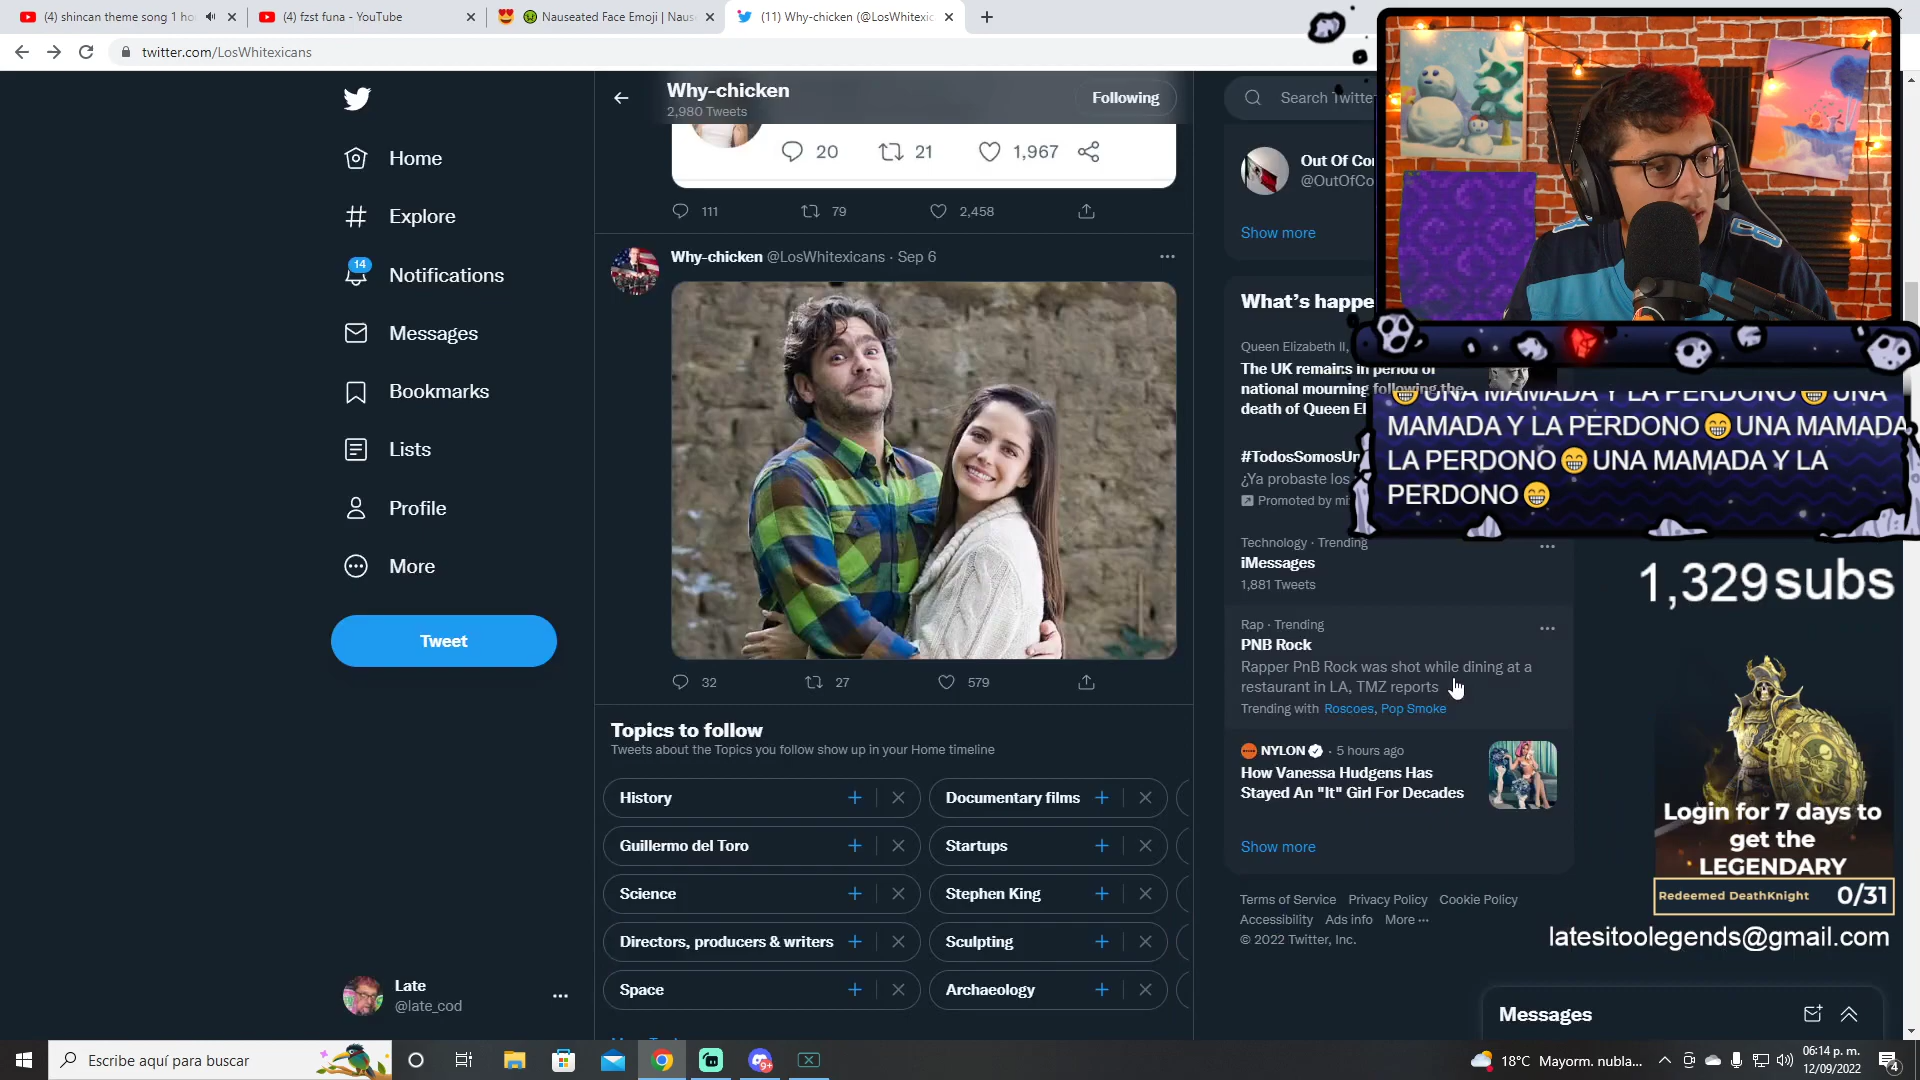 (4) shincan theme song 1 ho
(4) fzst funa - YouTube
Nauseated Face Emoji | Naus
(11) Why-chicken (@LosWhitexic
twitter.com/LosWhitexicans
Home
Explore
14
Notifications
Messages
Bookmarks
Lists
Profile
More
Tweet
Late
@late_cod
Why-chicken
2,980 Tweets
Following
20
21
1,967
111
79
2,458
Why-chicken @LosWhitexicans · Sep 6
32
27
579
Topics to follow
Tweets about the Topics you follow show up in your Home timeline
History
Documentary films
Guillermo del Toro
Startups
Science
Stephen King
Directors, producers & writers
Sculpting
Space
Archaeology
Search Twitte
Out Of Co
@OutOfCo
Show more
What's happe
Queen Elizabeth II,
The UK remains in period of
national mourning following the
death of Queen El
#TodosSomosUn
¿Ya probaste los
Promoted by mi
Technology · Trending
iMessages
1,881 Tweets
Rap · Trending
PNB Rock
Rapper PnB Rock was shot while dining at a
restaurant in LA, TMZ reports
Trending with Roscoes, Pop Smoke
NYLON · 5 hours ago
How Vanessa Hudgens Has
Stayed An "It" Girl For Decades
Show more
Terms of Service Privacy Policy Cookie Policy
Accessibility Ads info More ···
© 2022 Twitter, Inc.
Messages
😁 UNA MAMADA Y LA PERDONO 😁 UNA
MAMADA Y LA PERDONO 😁 UNA MAMADA
LA PERDONO 😁 UNA MAMADA Y LA
PERDONO 😁
1,329subs
Login for 7 days to
get the
LEGENDARY
Redeemed DeathKnight 0/31
latesitoolegends@gmail.com
Escribe aquí para buscar
9+
18°C Mayorm. nubla...
06:14 p. m.
12/09/2022
4